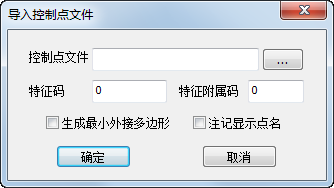 导入控制点文件
控制点文件 ...
特征码 0 特征附属码 0
生成最小外接多边形 注记显示点名
确定 取消